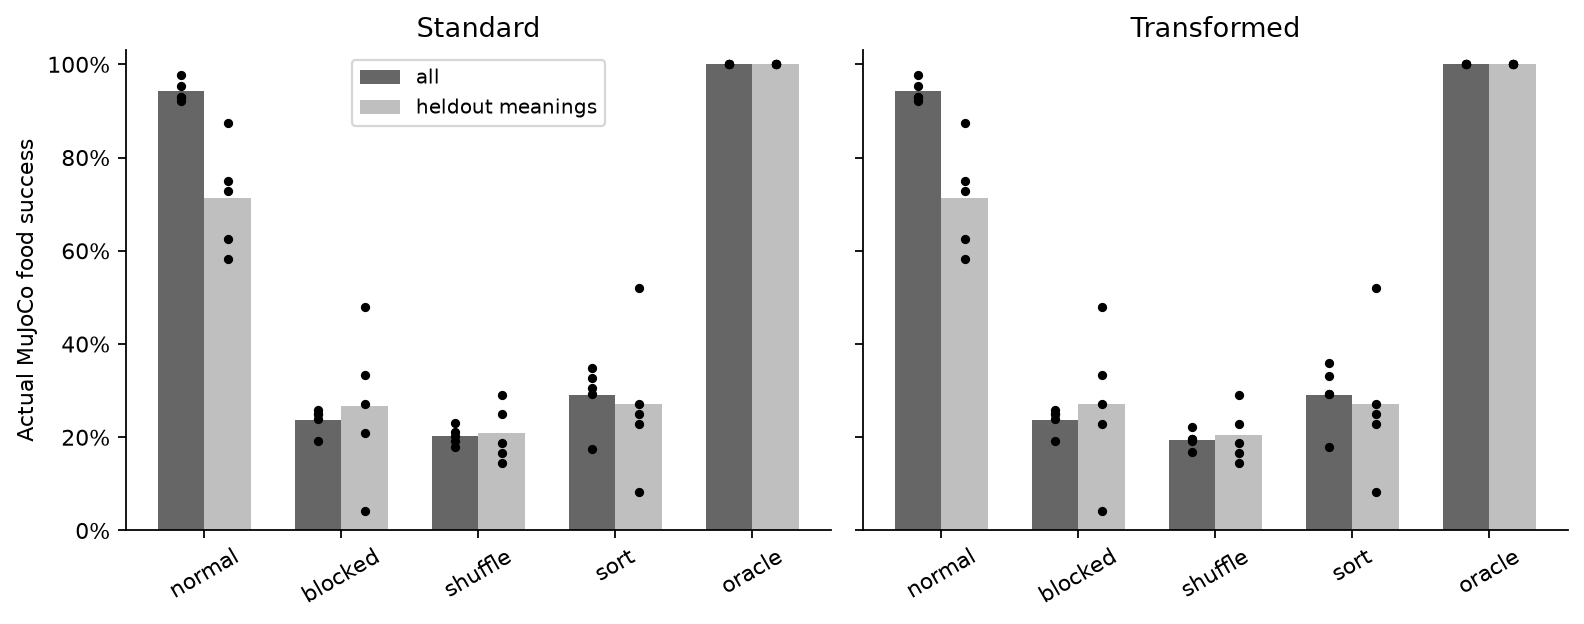 Standard
Transformed
Actual MuJoCo food success
100%
80%
60%
40%
20%
0%
all
heldout meanings
normal
blocked
shuffle
sort
oracle
normal
blocked
shuffle
sort
oracle